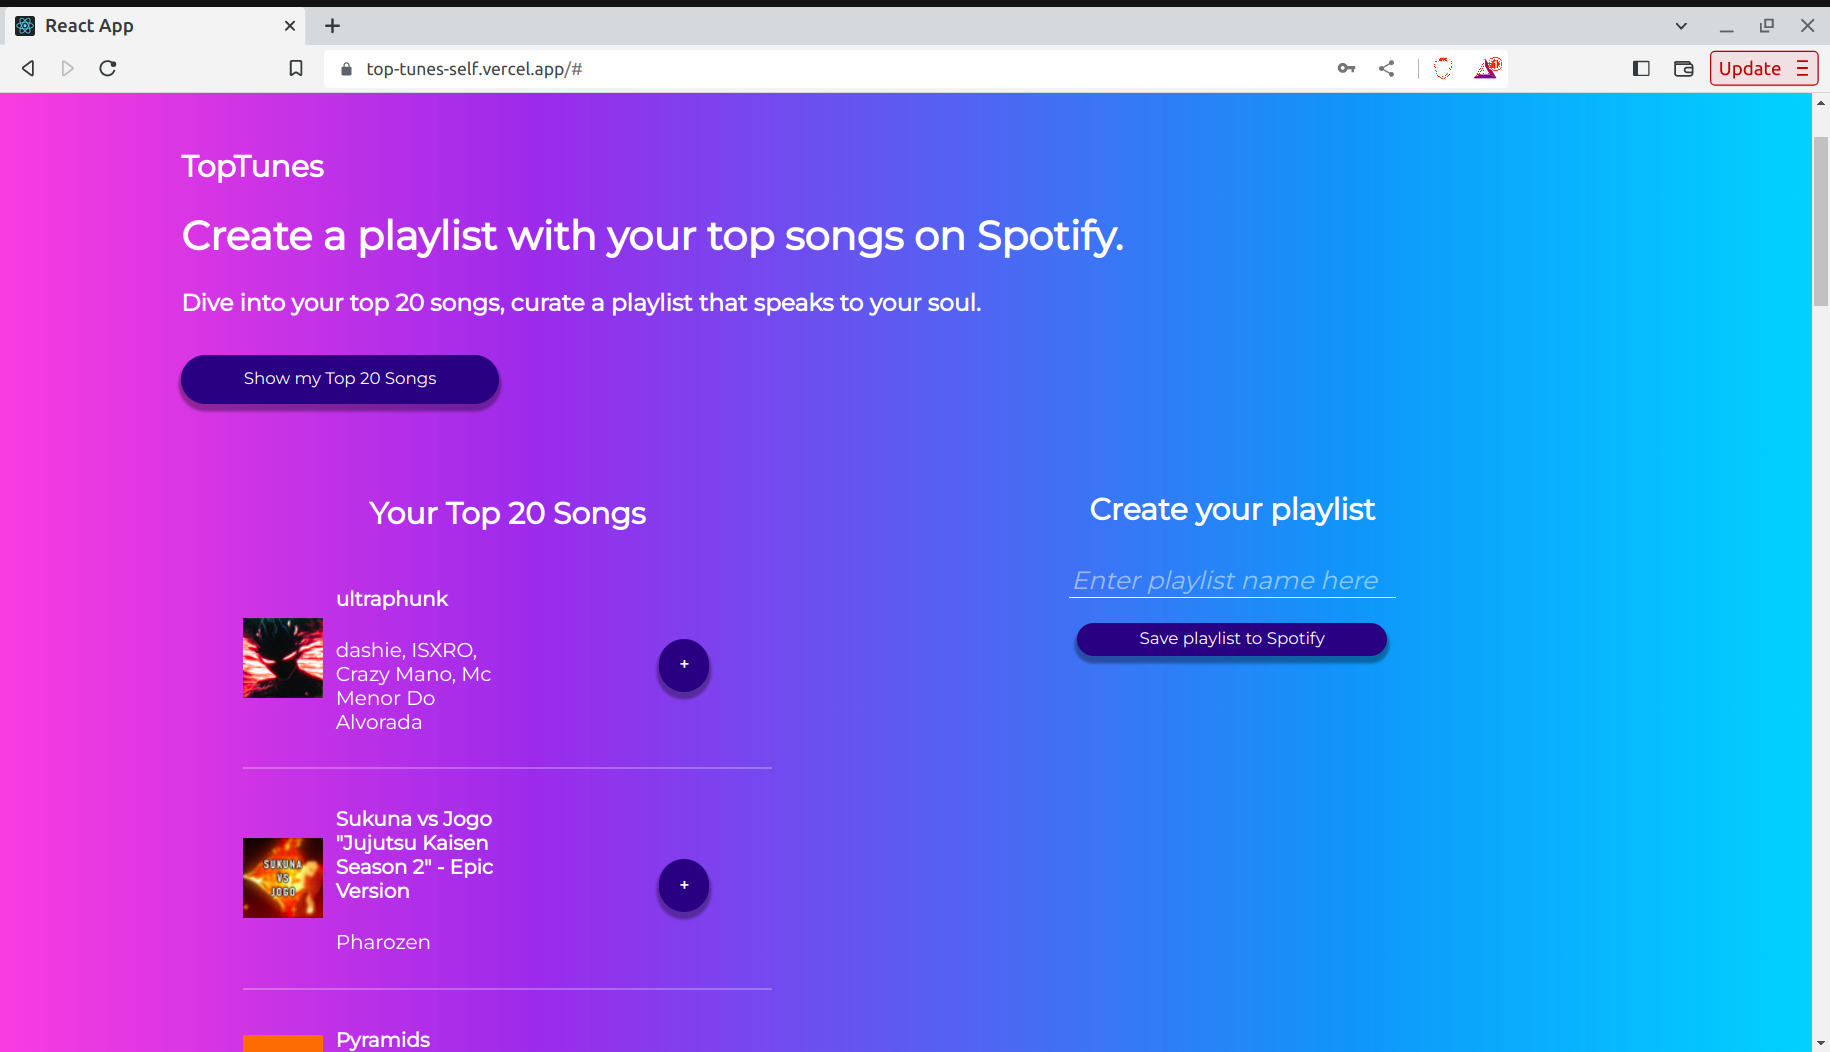 React App
top-tunes-self.vercel.app/#
Update
TopTunes
Create a playlist with your top songs on Spotify.
Dive into your top 20 songs, curate a playlist that speaks to your soul.
Show my Top 20 Songs
Your Top 20 Songs
ultraphunk
dashie, ISXRO,
Crazy Mano, Mc
Menor Do
Alvorada
+
SUKUNA
VS
JOGO
Sukuna vs Jogo
"Jujutsu Kaisen
Season 2" - Epic
Version
Pharozen
+
Pyramids
Create your playlist
Enter playlist name here
Save playlist to Spotify